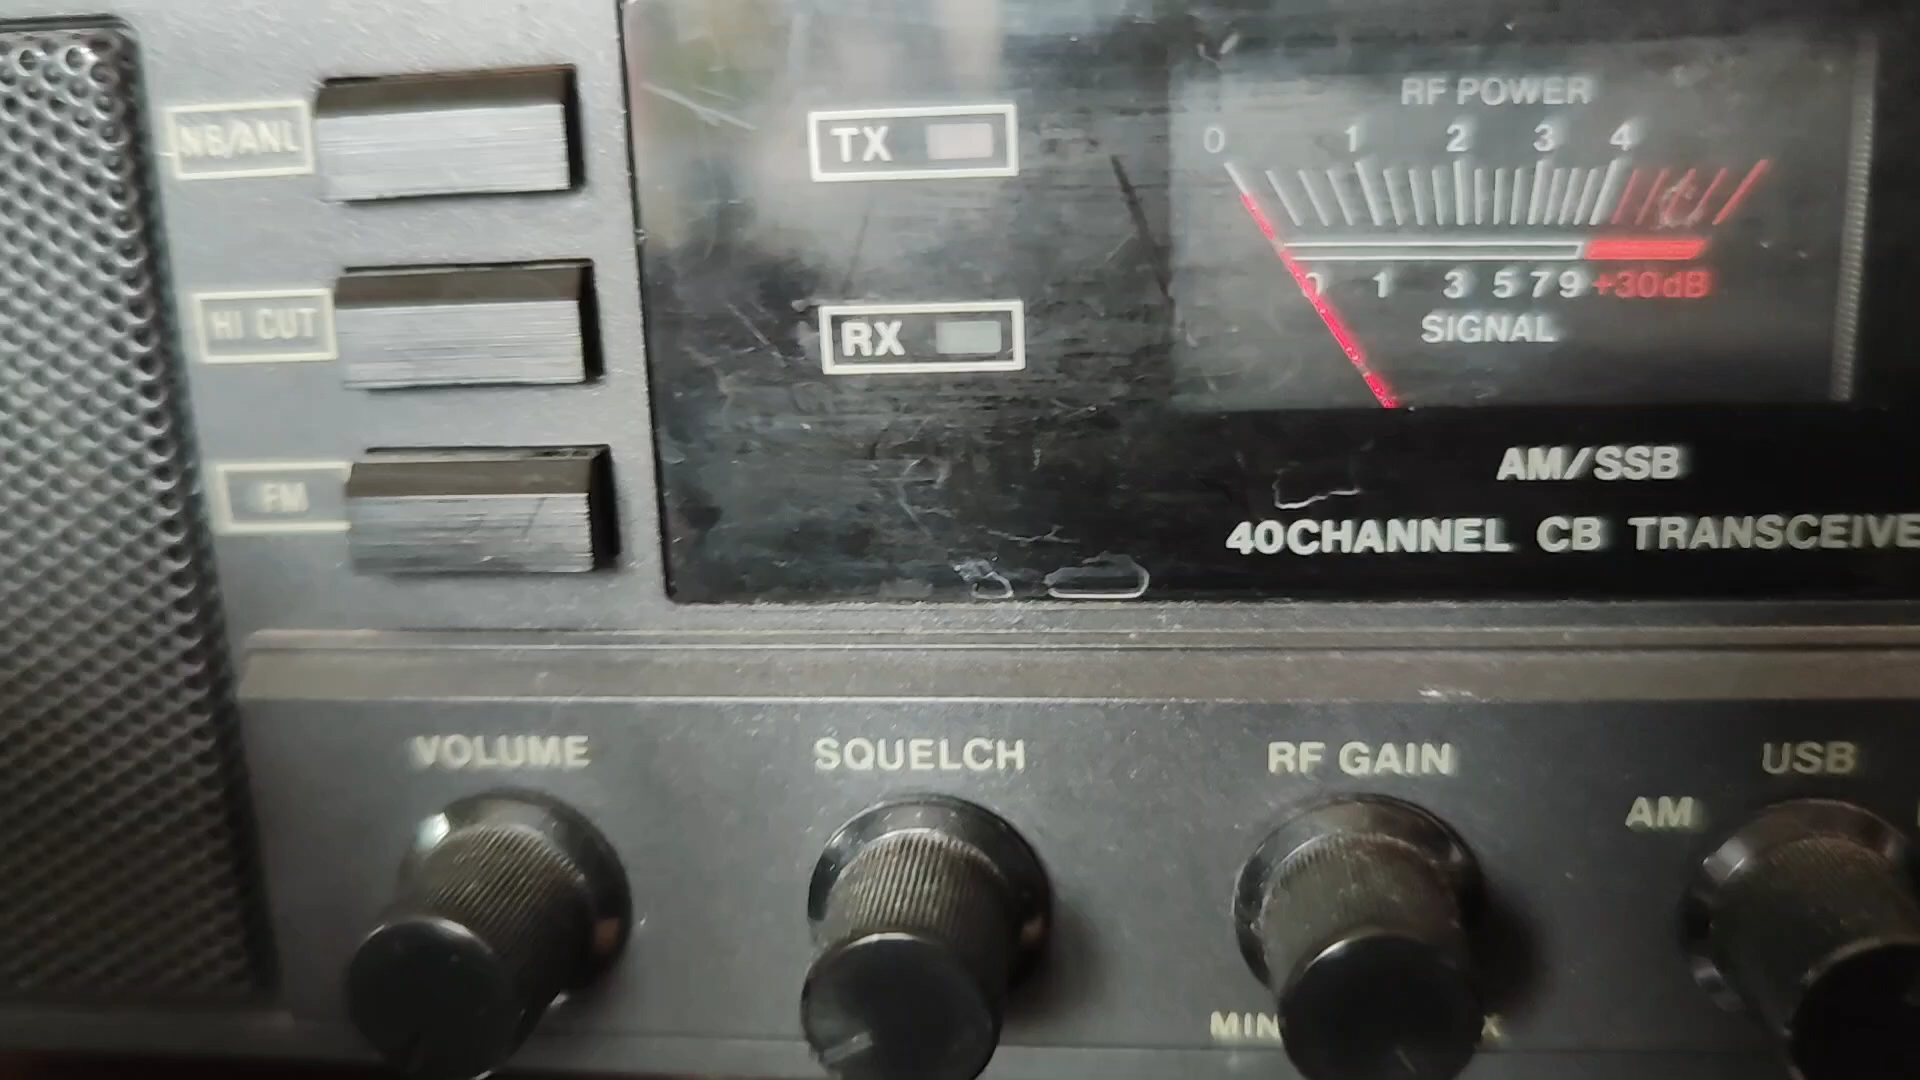 NB/ANL
HI CUT
FM
TX
RX
RF POWER
0 1 2 3 4
0 1 3 5 7 9 +30dB
SIGNAL
AM/SSB
40CHANNEL CB TRANSCEIVE
VOLUME
SQUELCH
RF GAIN
MIN
USB
AM